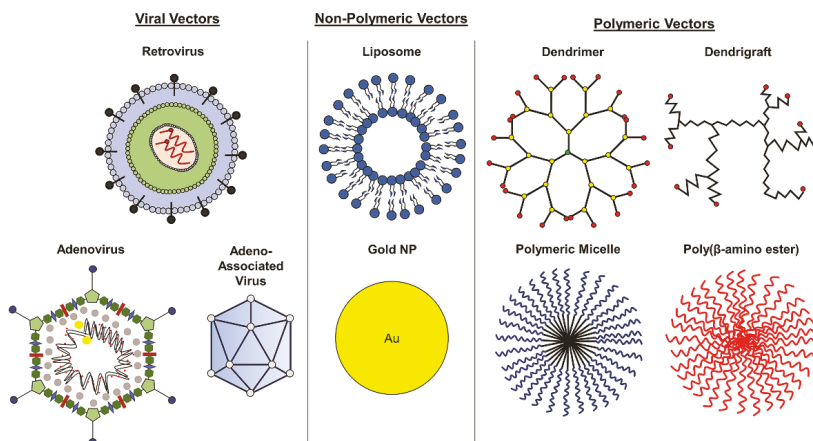 Viral Vectors
Non-Polymeric Vectors
Polymeric Vectors
Retrovirus
Liposome
Dendrimer
Dendrigraft
Adenovirus
Adeno-
Associated
Virus
Gold NP
Polymeric Micelle
Poly(β-amino ester)
Au